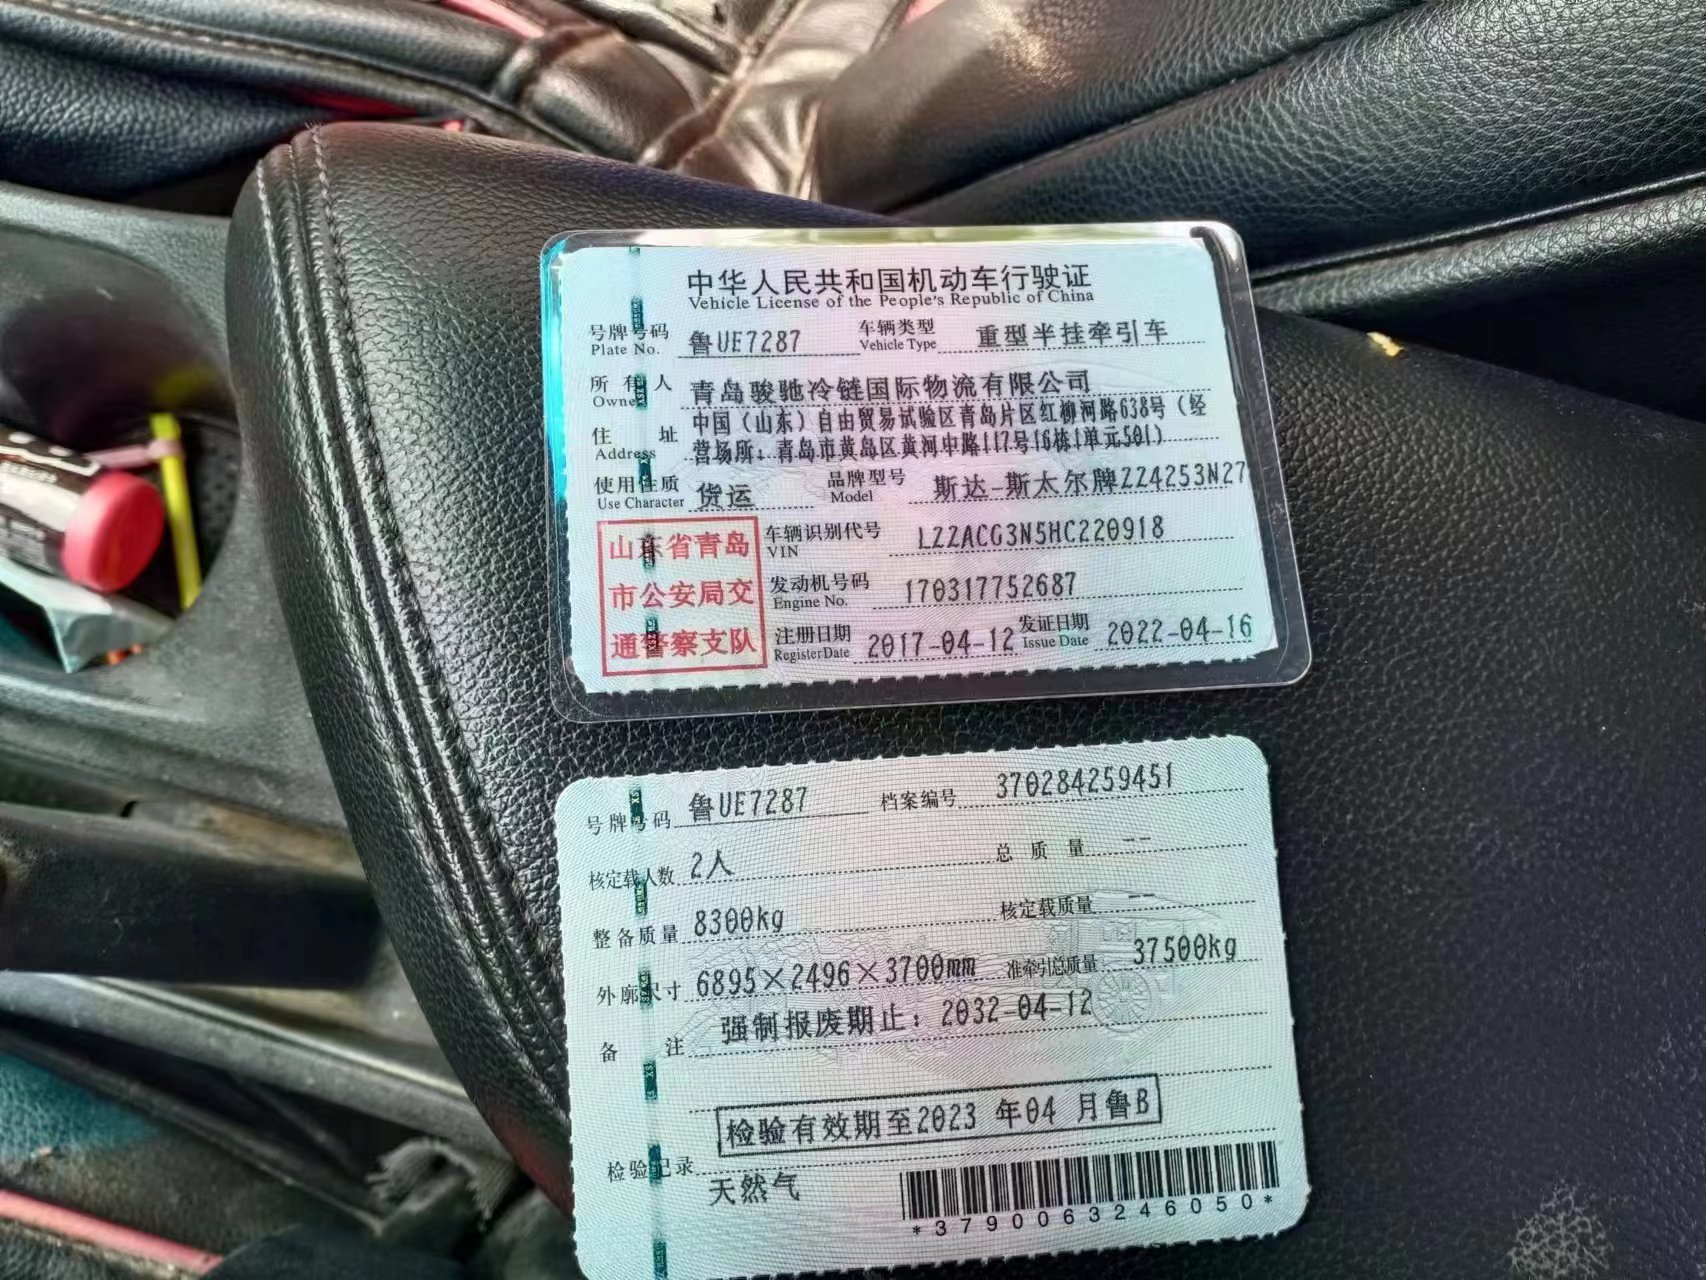 中华人民共和国机动车行驶证
Vehicle License of the People's Republic of China
号牌号码 鲁UE7287 车辆类型 重型半挂牵引车
Plate No. Vehicle Type
所有人 青岛骏驰冷链国际物流有限公司
Owner
住址 中国（山东）自由贸易试验区青岛片区红柳河路638号（经
Address 营场所：青岛市黄岛区黄河中路117号16栋1单元501）
使用性质 货运 品牌型号 斯达-斯太尔牌ZZ4253N27
Use Character Model
山东省青岛
市公安局交
通警察支队
车辆识别代号 LZZACG3N5HC220918
VIN
发动机号码 170317752687
Engine No.
注册日期 2017-04-12 发证日期 2022-04-16
Register Date Issue Date
号牌号码 鲁UE7287 档案编号 370284259451
核定载人数 2人 总质量 --
整备质量 8300kg 核定载质量 --
外廓尺寸 6895×2496×3700mm 准牵引总质量 37500kg
备注 强制报废期止：2032-04-12
检验有效期至2023 年04 月鲁B
检验记录
天然气
*3790063246050*